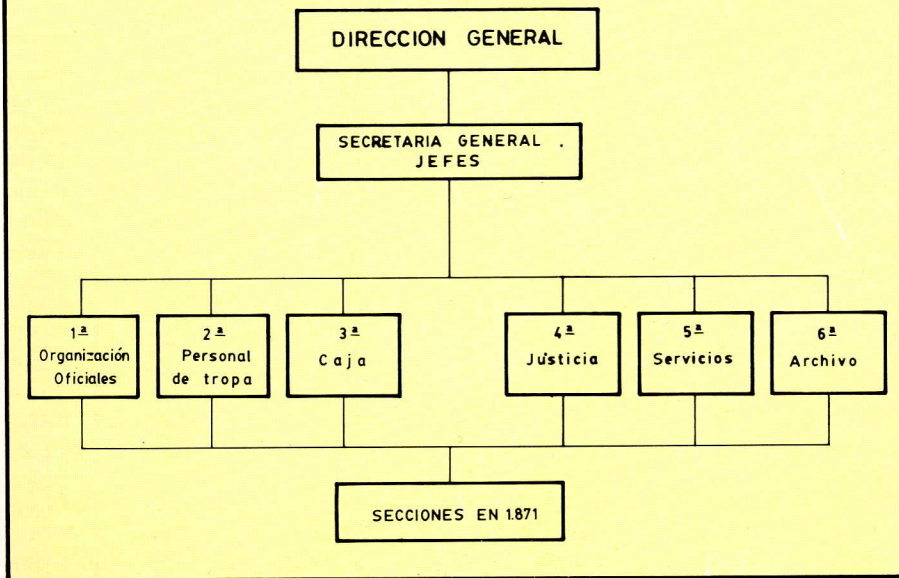 DIRECCION GENERAL
SECRETARIA GENERAL .
JEFES
1ª
Organización
Oficiales
2ª
Personal
de tropa
3ª
Caja
4ª
Justicia
5ª
Servicios
6ª
Archivo
SECCIONES EN 1.871